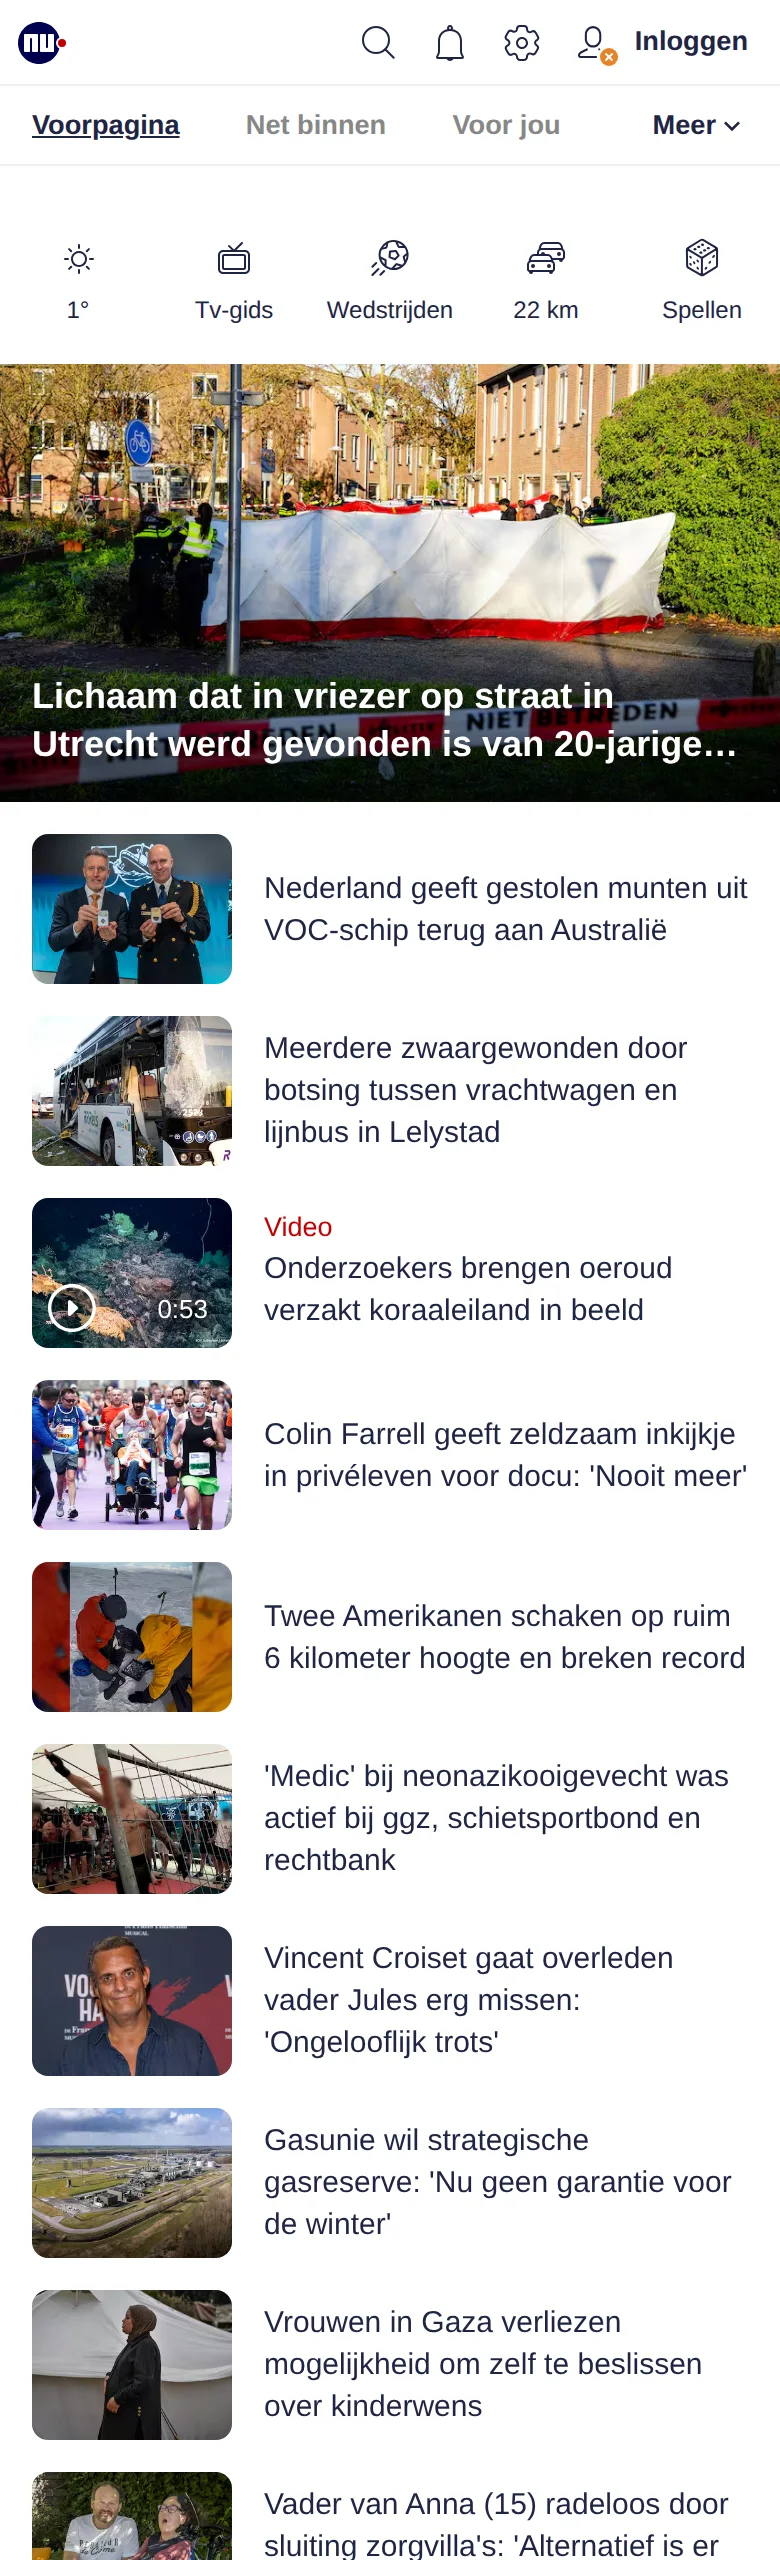 nu
Inloggen
Voorpagina
Net binnen
Voor jou
Meer
1°
Tv-gids
Wedstrijden
22 km
Spellen
NIET BETREDEN
Lichaam dat in vriezer op straat in
Utrecht werd gevonden is van 20-jarige...
Nederland geeft gestolen munten uit
VOC-schip terug aan Australië
Meerdere zwaargewonden door
botsing tussen vrachtwagen en
lijnbus in Lelystad
Video
Onderzoekers brengen oeroud
verzakt koraaleiland in beeld
0:53
Colin Farrell geeft zeldzaam inkijkje
in privéleven voor docu: 'Nooit meer'
Twee Amerikanen schaken op ruim
6 kilometer hoogte en breken record
'Medic' bij neonazikooigevecht was
actief bij ggz, schietsportbond en
rechtbank
Vincent Croiset gaat overleden
vader Jules erg missen:
'Ongelooflijk trots'
Gasunie wil strategische
gasreserve: 'Nu geen garantie voor
de winter'
Vrouwen in Gaza verliezen
mogelijkheid om zelf te beslissen
over kinderwens
Vader van Anna (15) radeloos door
sluiting zorgvilla's: 'Alternatief is er